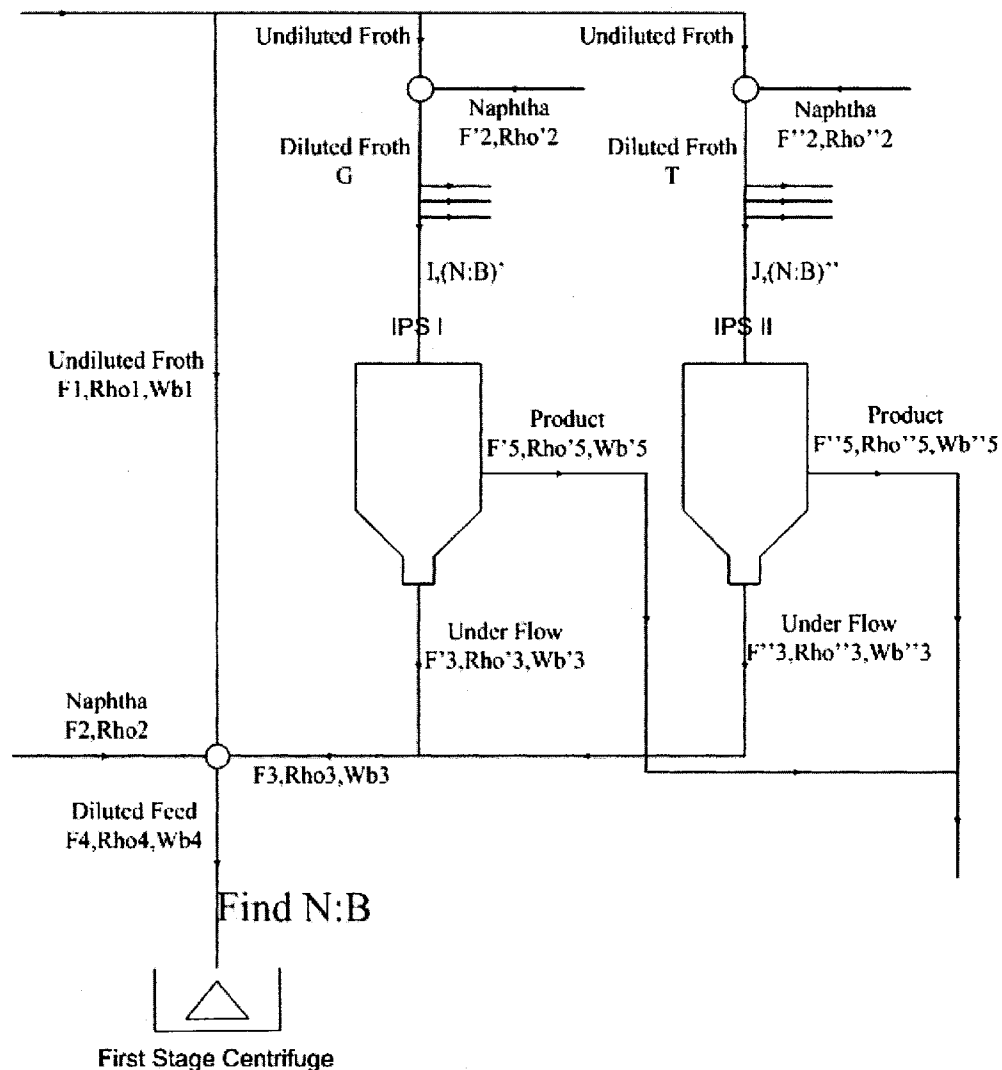 Undiluted Froth
Undiluted Froth
Naphtha
F'2,Rho'2
Naphtha
F''2,Rho''2
Diluted Froth
G
Diluted Froth
T
I,(N:B)'
J,(N:B)''
IPS I
IPS II
Undiluted Froth
F1,Rho1,Wb1
Product
F'5,Rho'5,Wb'5
Product
F''5,Rho''5,Wb''5
Under Flow
F'3,Rho'3,Wb'3
Under Flow
F''3,Rho''3,Wb''3
Naphtha
F2,Rho2
F3,Rho3,Wb3
Diluted Feed
F4,Rho4,Wb4
Find N:B
First Stage Centrifuge